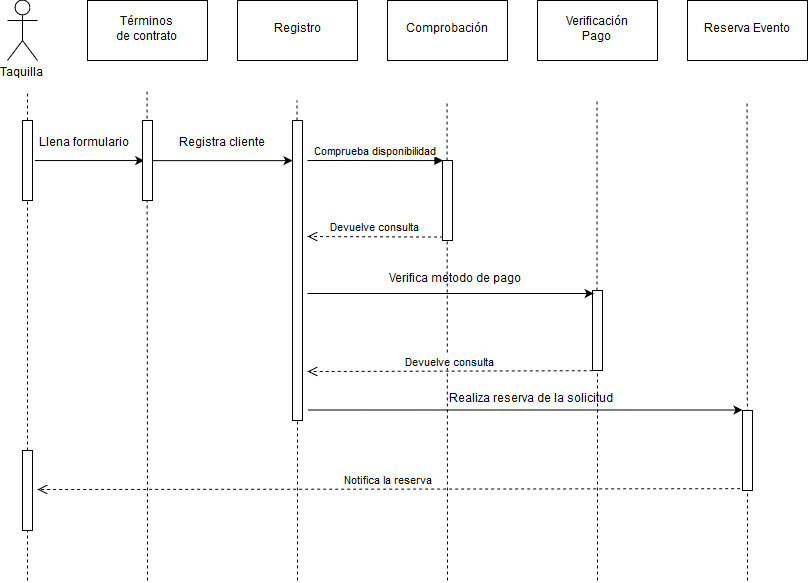 Taquilla
Términos
de contrato
Registro
Comprobación
Verificación
Pago
Reserva Evento
Llena formulario
Registra cliente
Comprueba disponibilidad
Devuelve consulta
Verifica metodo de pago
Devuelve consulta
Realiza reserva de la solicitud
Notifica la reserva